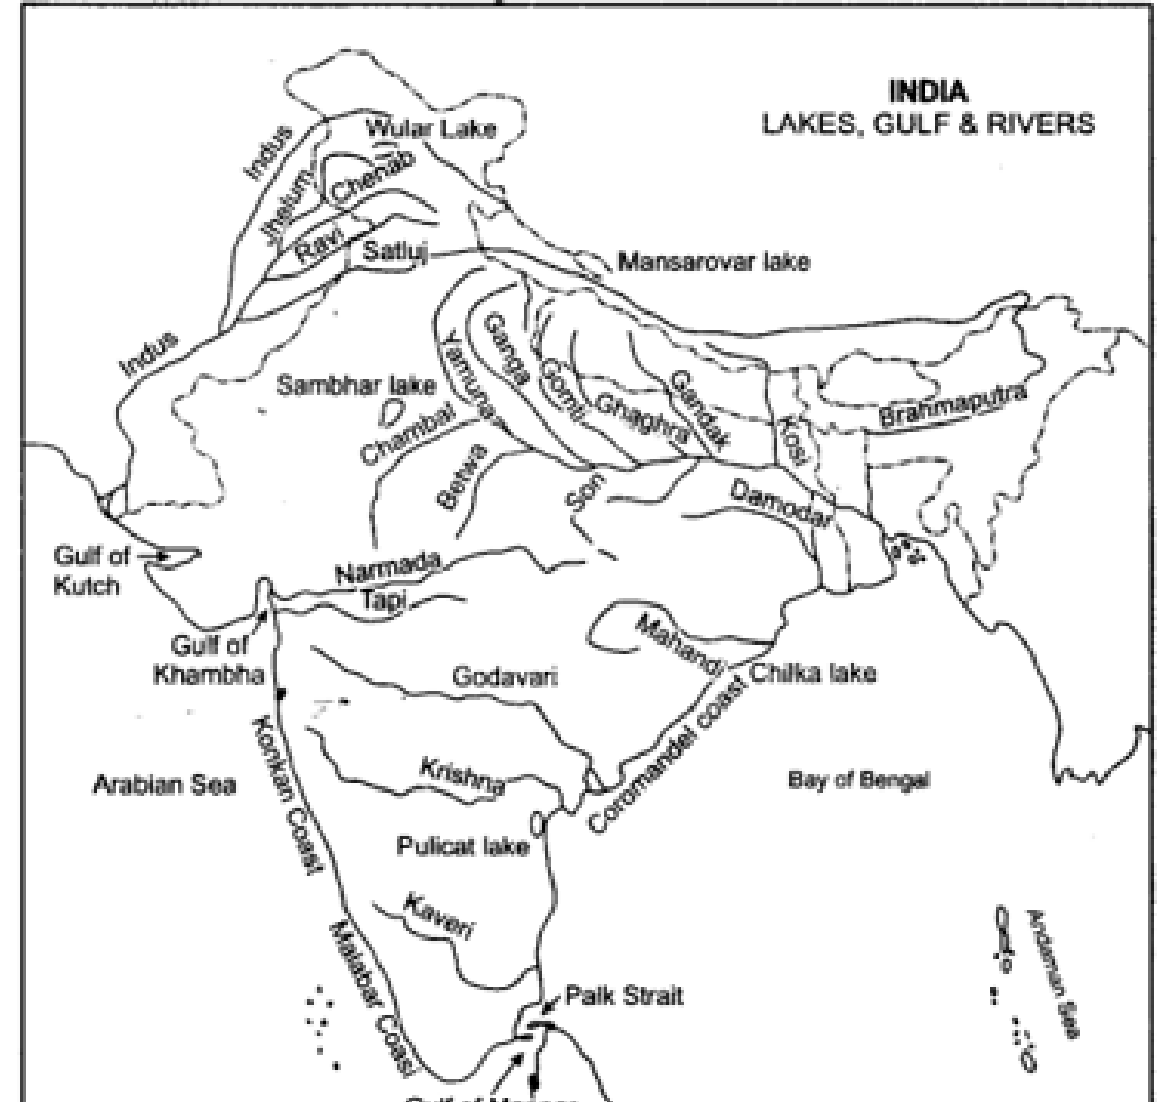 INDIA
LAKES, GULF & RIVERS
Wular Lake
Indus
Jhelum
Chenab
Ravi
Satluj
Mansarovar lake
Indus
Sambhar lake
Yamuna
Ganga
Gomti
Ghaghra
Gandak
Kosi
Brahmaputra
Chambal
Betwa
Son
Damodar
Gulf of
Kutch
Narmada
Tapi
Gulf of
Khambha
Mahandi
Chilka lake
Godavari
Coromandel coast
Konkan Coast
Arabian Sea
Krishna
Bay of Bengal
Pulicat lake
Kaveri
Malabar Coast
Andaman Sea
Palk Strait